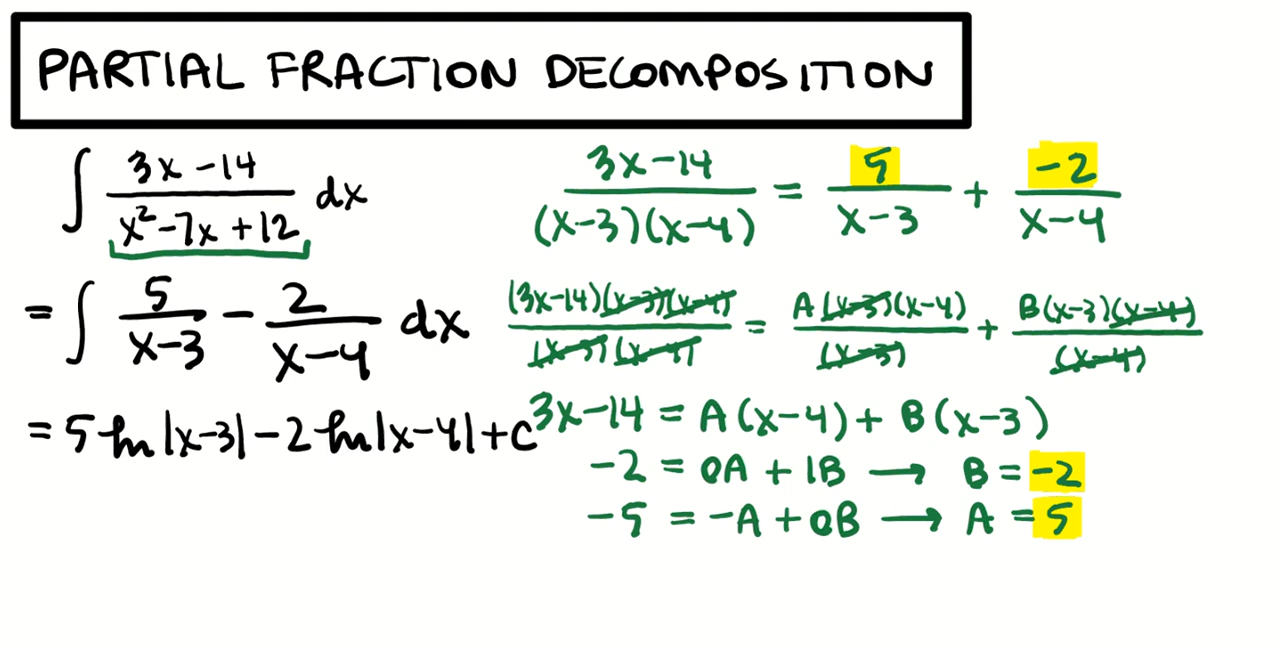 PARTIAL FRACTION DECOMPOSITION
∫ (3x - 14)/(x² - 7x + 12) dx
= ∫ 5/(x-3) - 2/(x-4) dx
= 5 ln|x-3| - 2 ln|x-4| + C
(3x-14)/((x-3)(x-4)) = 5/(x-3) + -2/(x-4)
(3x-14)(x-3)(x-4)/((x-3)(x-4)) = A(x-3)(x-4)/(x-3) + B(x-3)(x-4)/(x-4)
3x-14 = A(x-4) + B(x-3)
-2 = 0A + 1B → B = -2
-5 = -A + 0B → A = 5